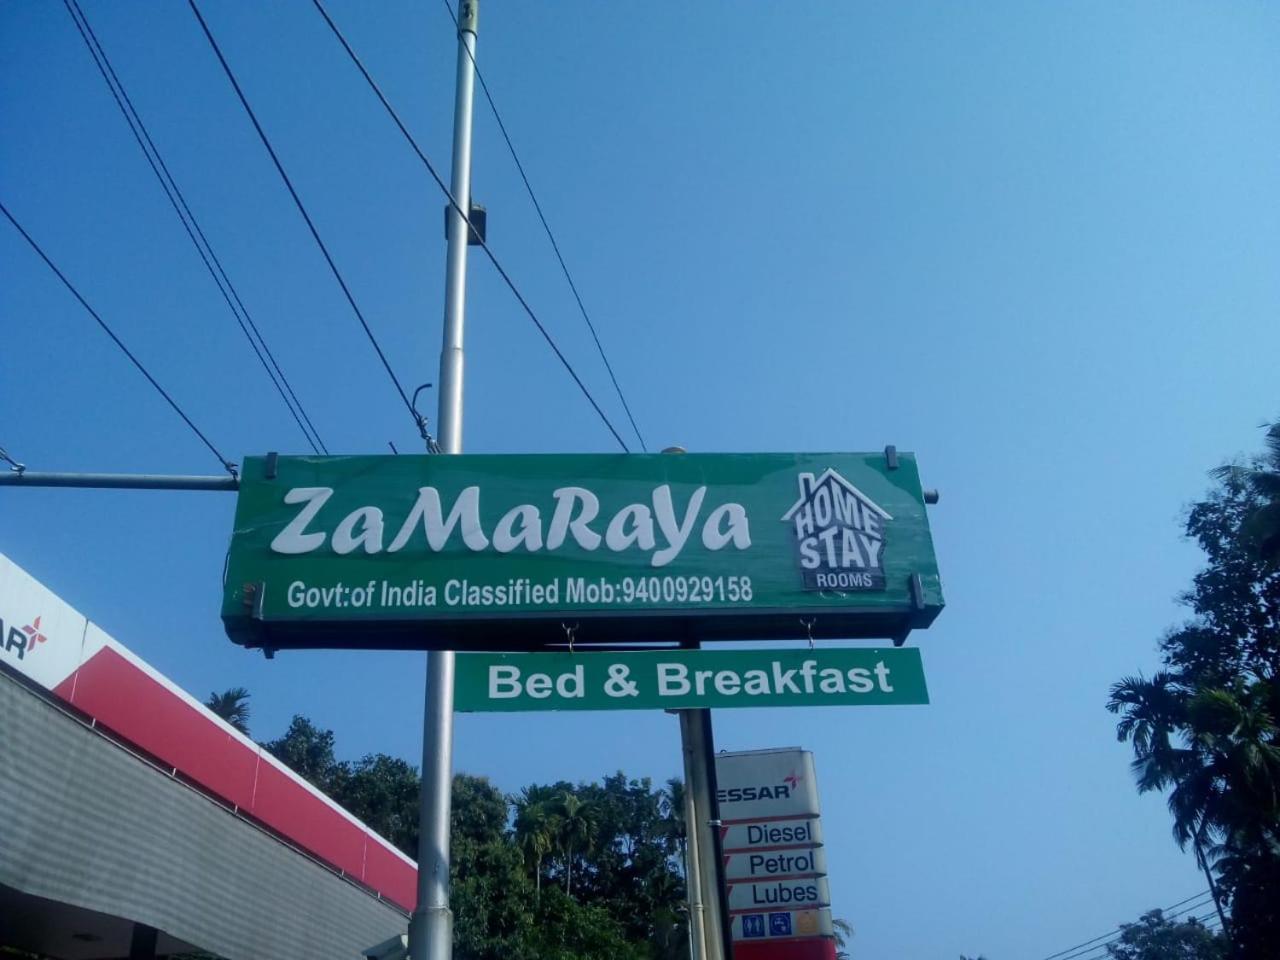 ZaMaRaYa
HOME
STAY
ROOMS
Govt:of India Classified Mob:9400929158
Bed & Breakfast
AR
ESSAR
Diesel
Petrol
Lubes